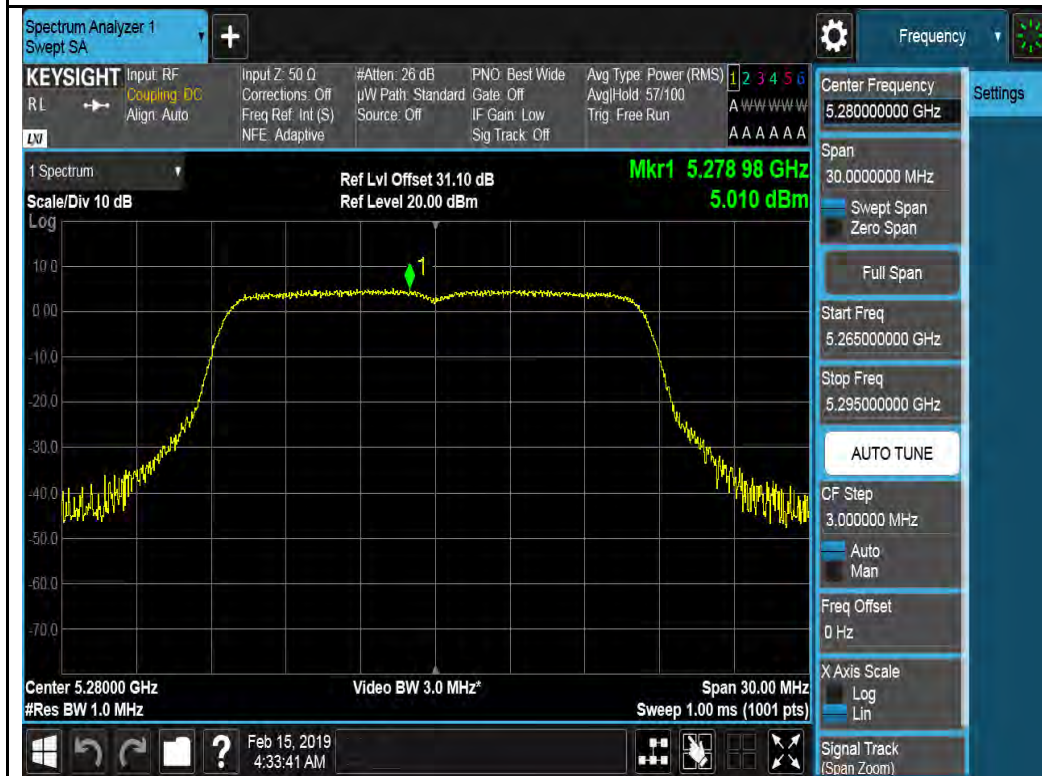 Spectrum Analyzer 1
Swept SA
+
Frequency
KEYSIGHT
RL
LXI
Input: RF
Coupling: DC
Align: Auto
Input Z: 50 Ω
Corrections: Off
Freq Ref: Int (S)
NFE: Adaptive
#Atten: 26 dB
µW Path: Standard
Source: Off
PNO: Best Wide
Gate: Off
IF Gain: Low
Sig Track: Off
Avg Type: Power (RMS)
Avg|Hold: 57/100
Trig: Free Run
1 2 3 4 5 6
A W W W W W
A A A A A A
1 Spectrum
Scale/Div 10 dB
Log
Ref Lvl Offset 31.10 dB
Ref Level 20.00 dBm
Mkr1 5.278 98 GHz
5.010 dBm
1
10.0
0.00
-10.0
-20.0
-30.0
-40.0
-50.0
-60.0
-70.0
Center 5.28000 GHz
#Res BW 1.0 MHz
Video BW 3.0 MHz*
Span 30.00 MHz
Sweep 1.00 ms (1001 pts)
?
Feb 15, 2019
4:33:41 AM
Center Frequency
5.280000000 GHz
Span
30.0000000 MHz
Swept Span
Zero Span
Full Span
Start Freq
5.265000000 GHz
Stop Freq
5.295000000 GHz
AUTO TUNE
CF Step
3.000000 MHz
Auto
Man
Freq Offset
0 Hz
X Axis Scale
Log
Lin
Signal Track
(Span Zoom)
Settings